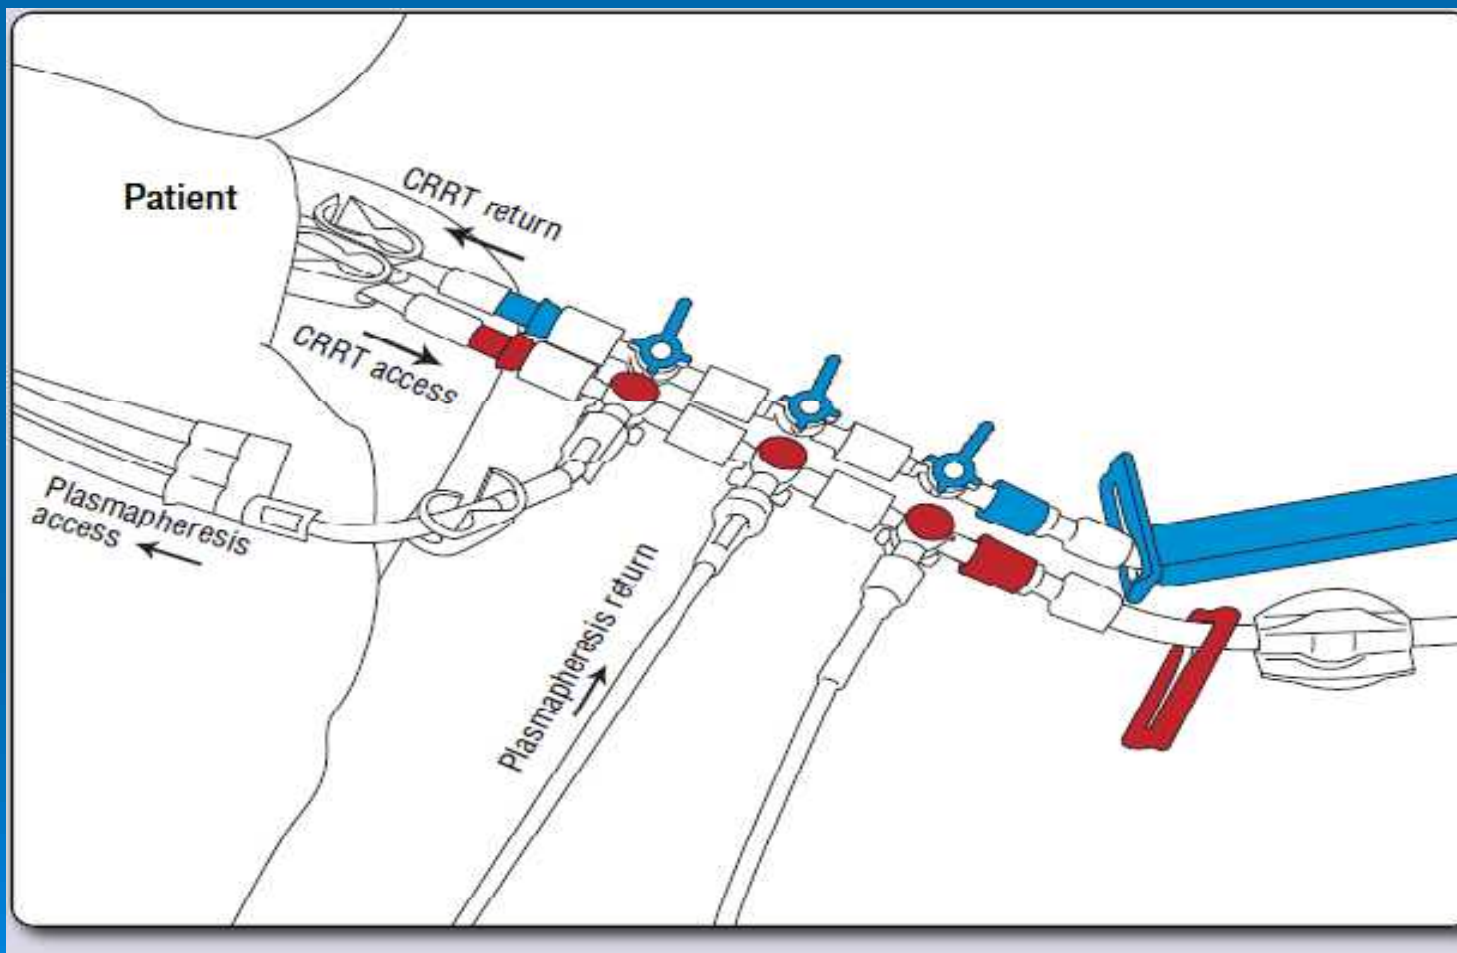 Patient
CRRT return
CRRT access
Plasmapheresis
access
Plasmapheresis return